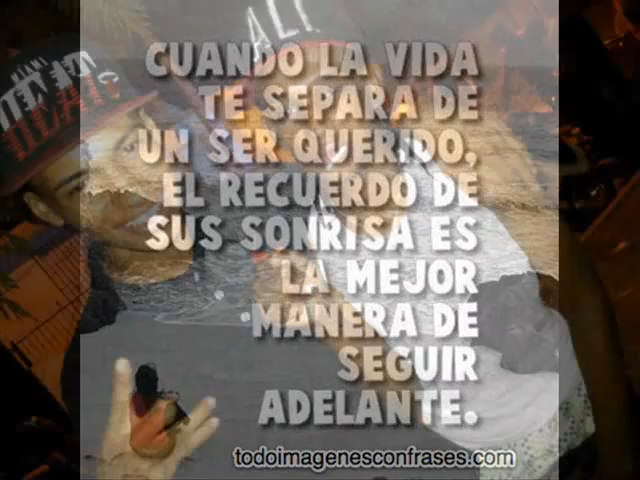 CUANDO LA VIDA
TE SEPARA DE
UN SER QUERIDO,
EL RECUERDO DE
SUS SONRISA ES
LA MEJOR
MANERA DE
SEGUIR
ADELANTE.
todoimagenesconfrases.com